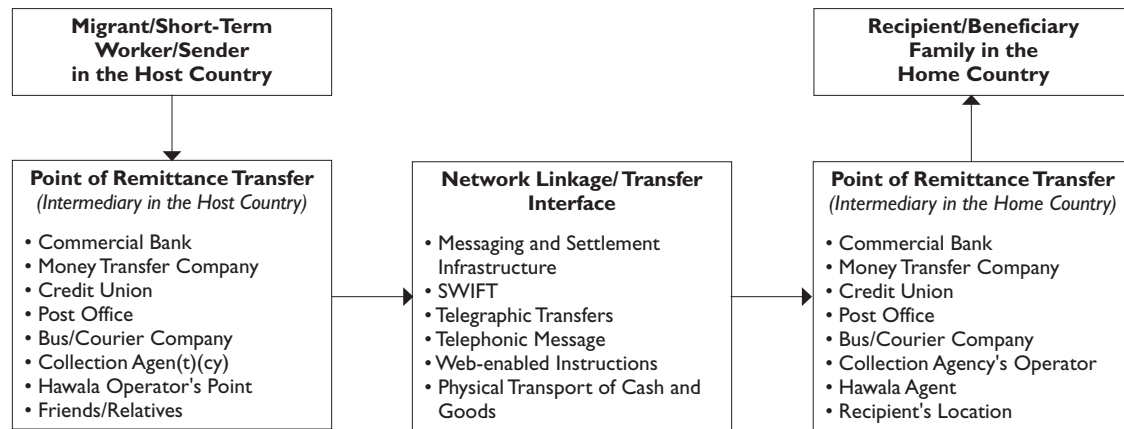 Migrant/Short-Term
Worker/Sender
in the Host Country
Recipient/Beneficiary
Family in the
Home Country
Point of Remittance Transfer
(Intermediary in the Host Country)
• Commercial Bank
• Money Transfer Company
• Credit Union
• Post Office
• Bus/Courier Company
• Collection Agen(t)(cy)
• Hawala Operator's Point
• Friends/Relatives
Network Linkage/ Transfer
Interface
• Messaging and Settlement
Infrastructure
• SWIFT
• Telegraphic Transfers
• Telephonic Message
• Web-enabled Instructions
• Physical Transport of Cash and
Goods
Point of Remittance Transfer
(Intermediary in the Home Country)
• Commercial Bank
• Money Transfer Company
• Credit Union
• Post Office
• Bus/Courier Company
• Collection Agency's Operator
• Hawala Agent
• Recipient's Location